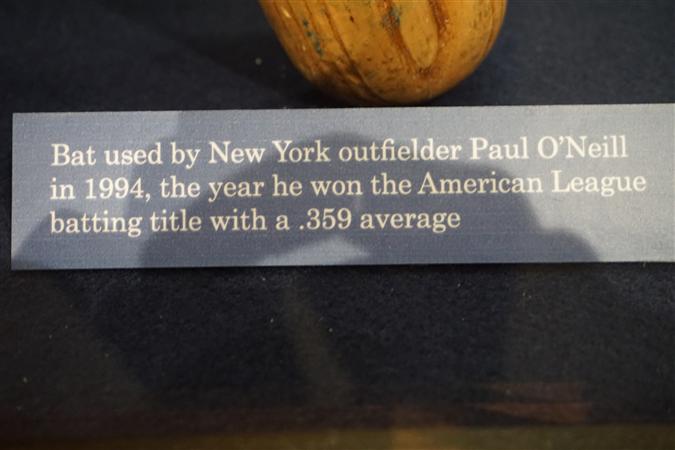 Bat used by New York outfielder Paul O'Neill
in 1994, the year he won the American League
batting title with a .359 average